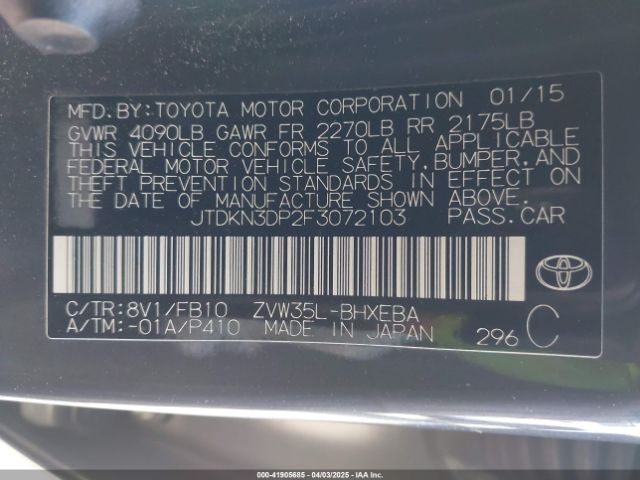 MFD.BY:TOYOTA MOTOR CORPORATION 01/15
GVWR 4090LB GAWR FR 2270LB RR 2175LB
THIS VEHICLE CONFORMS TO ALL APPLICABLE
FEDERAL MOTOR VEHICLE SAFETY,BUMPER,AND
THEFT PREVENTION STANDARDS IN EFFECT ON
THE DATE OF MANUFACTURE SHOWN ABOVE.
JTDKN3DP2F3072103 PASS.CAR
C/TR:8V1/FB10 ZVW35L-BHXEBA
A/TM:-01A/P410 MADE IN JAPAN 296 C
000-41905685 - 04/03/2025 - IAAI.COM